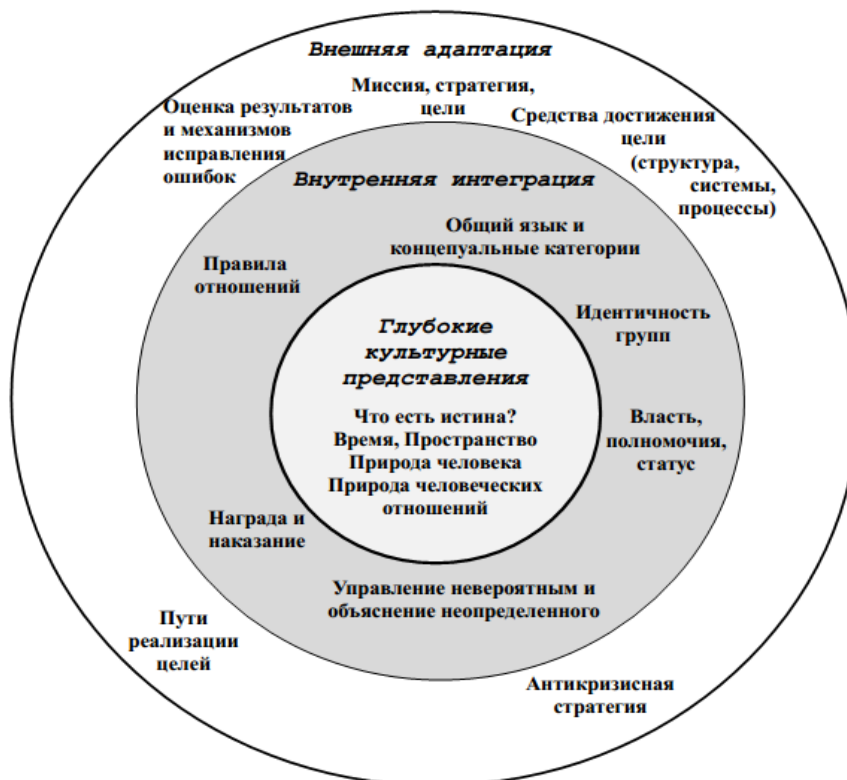 Внешняя адаптация
Миссия, стратегия,
цели
Оценка результатов
и механизмов
исправления
ошибок
Средства достижения
цели
(структура,
системы,
процессы)
Внутренняя интеграция
Общий язык и
концепуальные категории
Правила
отношений
Идентичность
групп
Глубокие
культурные
представления
Что есть истина?
Время, Пространство
Природа человека
Природа человеческих
отношений
Власть,
полномочия,
статус
Награда и
наказание
Управление невероятным и
объяснение неопределенного
Пути
реализации
целей
Антикризисная
стратегия